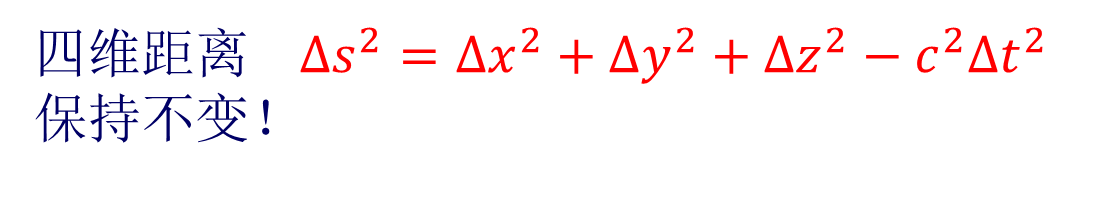 四维距离 Δs² = Δx² + Δy² + Δz² − c²Δt²
保持不变！